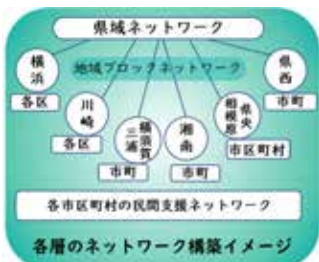 県域ネットワーク
地域ブロックネットワーク
横浜
各区
川崎
各区
横須賀
三浦
市町
湘南
市町
県央
相模原
市区町村
県西
市町
各市区町村の民間支援ネットワーク
各層のネットワーク構築イメージ